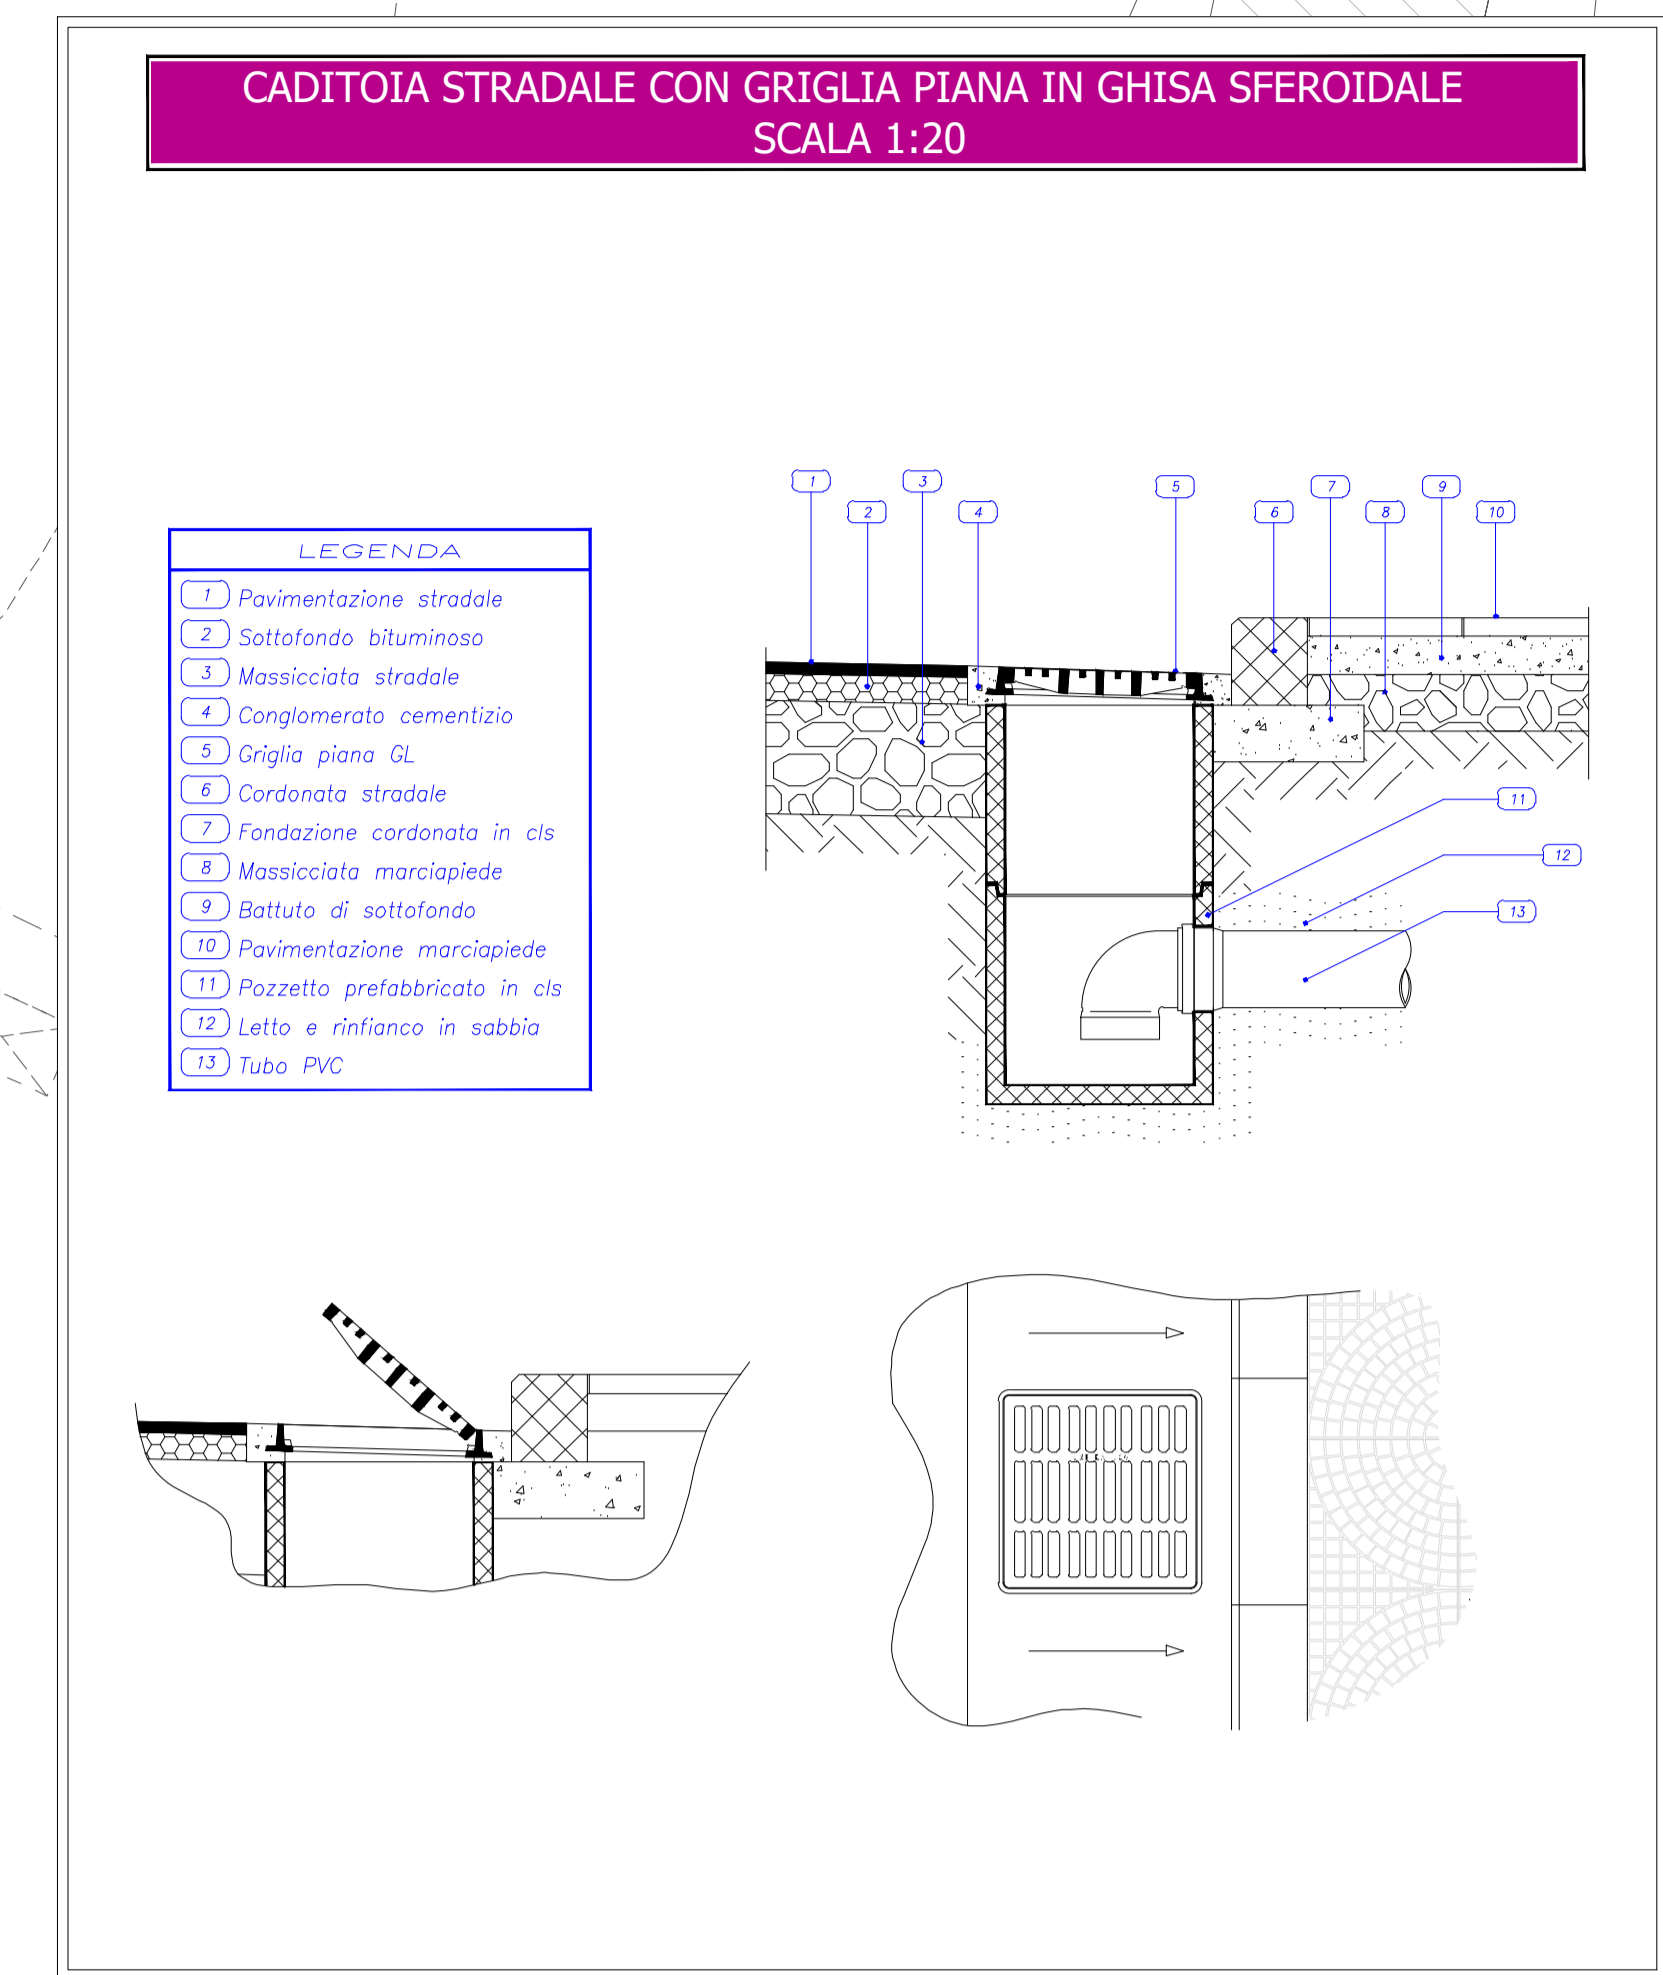 CADITOIA STRADALE CON GRIGLIA PIANA IN GHISA SFEROIDALE
SCALA 1:20
1 3 5 7 9
2 4 6 8 10
LEGENDA
1 Pavimentazione stradale
2 Sottofondo bituminoso
3 Massicciata stradale
4 Conglomerato cementizio
5 Griglia piana GL
6 Cordonata stradale
7 Fondazione cordonata in cls
8 Massicciata marciapiede
9 Battuto di sottofondo
10 Pavimentazione marciapiede
11 Pozzetto prefabbricato in cls
12 Letto e rinfianco in sabbia
13 Tubo PVC
11
12
13